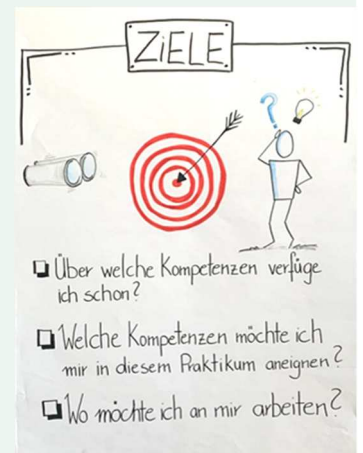 ZiELE
?
Über welche Kompetenzen verfüge
ich schon?
Welche Kompetenzen möchte ich
mir in diesem Praktikum aneignen?
Wo möchte ich an mir arbeiten?